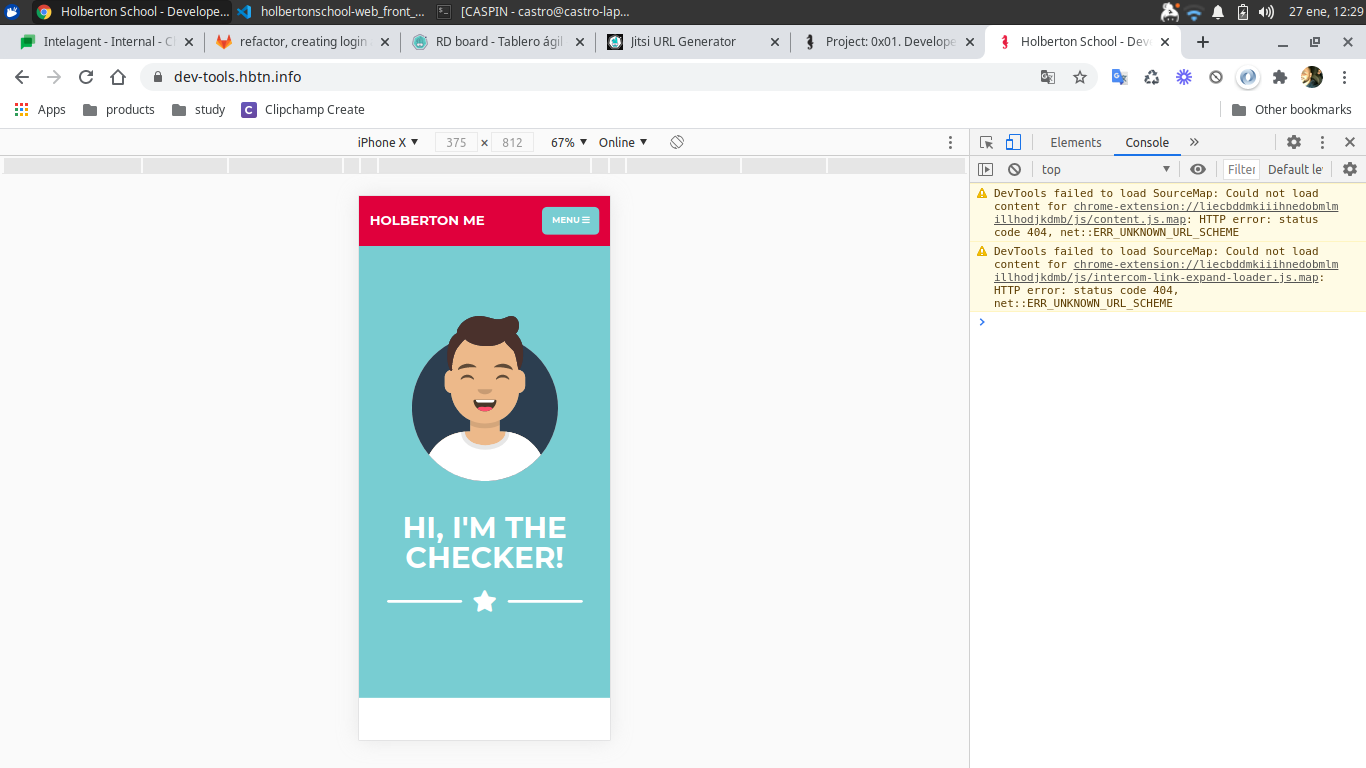 Holberton School - Develope...
holbertonschool-web_front_...
[CASPIN - castro@castro-lap...
27 ene, 12:29
Intelagent - Internal - C
refactor, creating login
RD board - Tablero ágil
Jitsi URL Generator
Project: 0x01. Develope
Holberton School - Dev
dev-tools.hbtn.info
Apps
products
study
Clipchamp Create
Other bookmarks
iPhone X
375 × 812
67%
Online
Elements
Console
top
Filter
Default le
HOLBERTON ME
MENU
HI, I'M THE
CHECKER!
DevTools failed to load SourceMap: Could not load
content for chrome-extension://liecbddmkiiihnedobmlm
illhodjkdmb/js/content.js.map: HTTP error: status
code 404, net::ERR_UNKNOWN_URL_SCHEME
DevTools failed to load SourceMap: Could not load
content for chrome-extension://liecbddmkiiihnedobmlm
illhodjkdmb/js/intercom-link-expand-loader.js.map:
HTTP error: status code 404,
net::ERR_UNKNOWN_URL_SCHEME